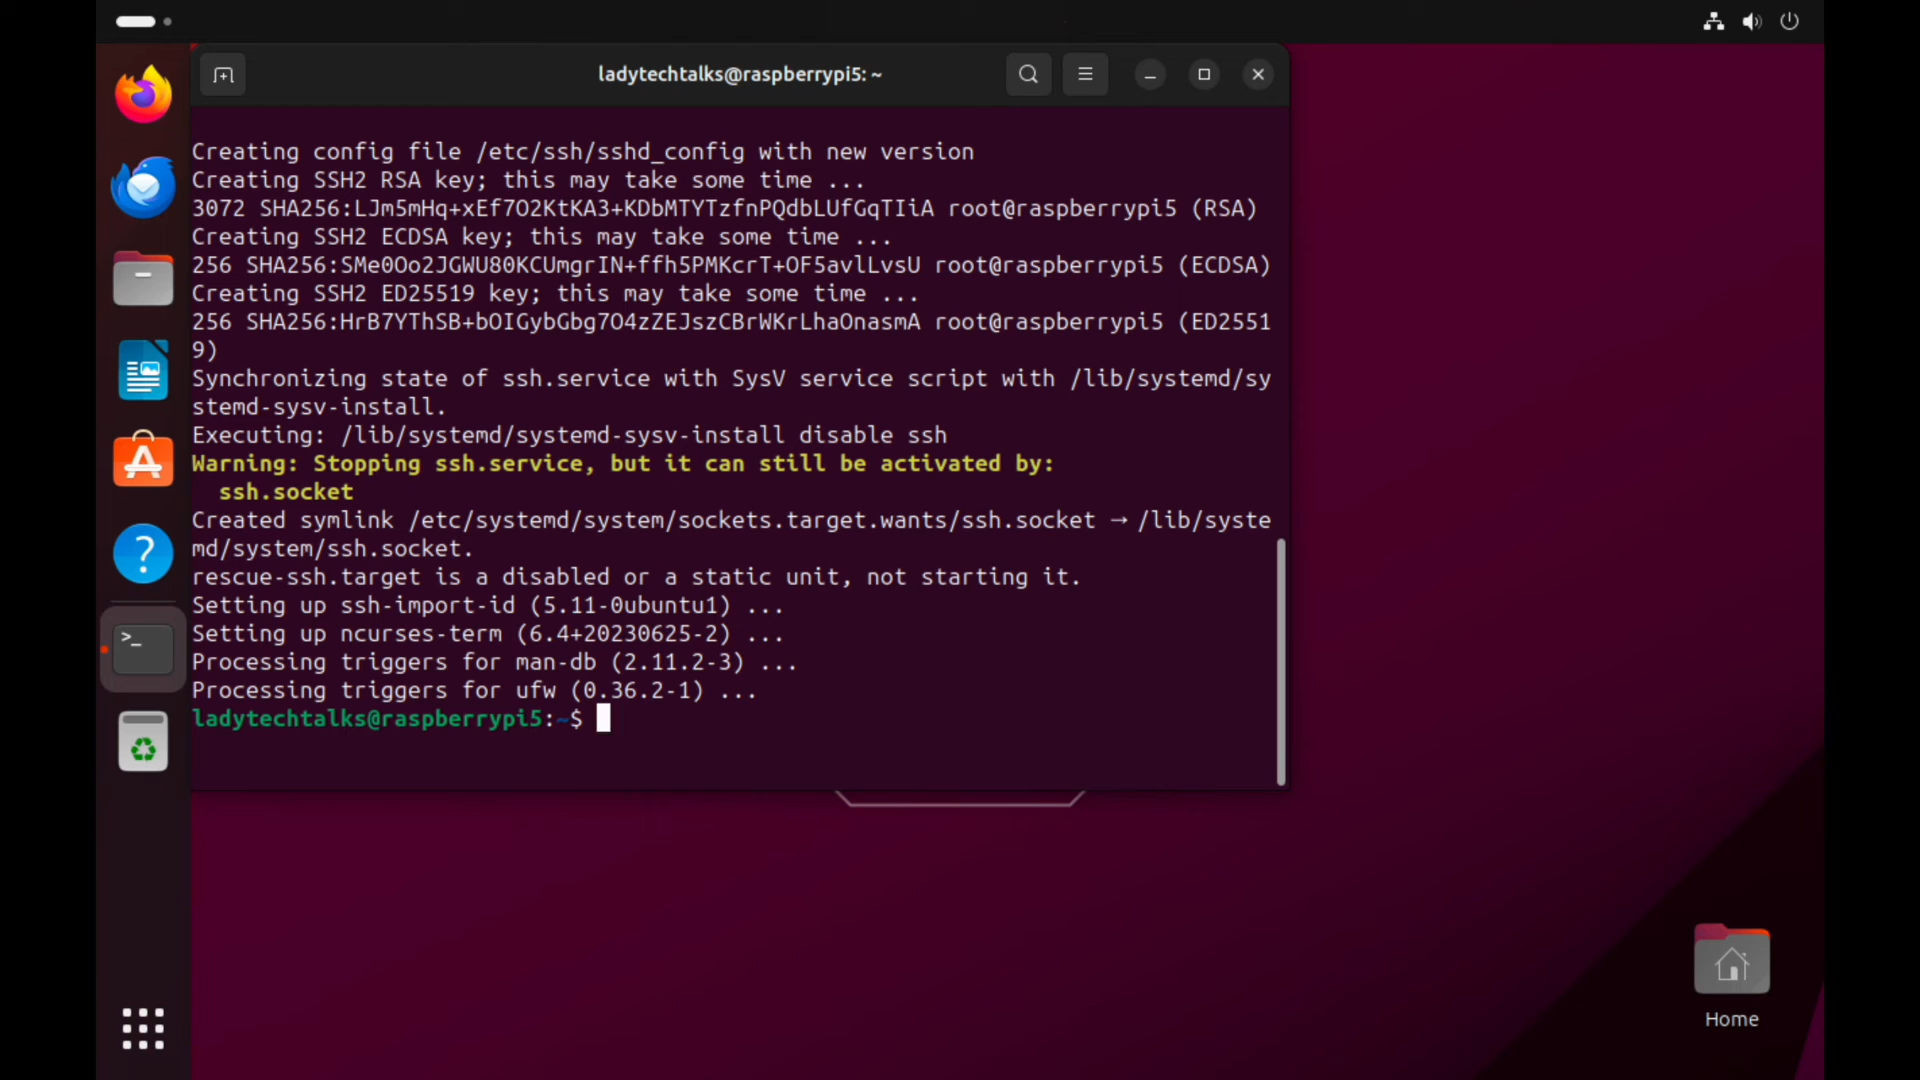 ladytechtalks@raspberrypi5: ~
Creating config file /etc/ssh/sshd_config with new version
Creating SSH2 RSA key; this may take some time ...
3072 SHA256:LJm5mHq+xEf7O2KtKA3+KDbMTYTzfnPQdbLUfGqTIiA root@raspberrypi5 (RSA)
Creating SSH2 ECDSA key; this may take some time ...
256 SHA256:SMe0Oo2JGWU80KCUmgrIN+ffh5PMKcrT+OF5avlLvsU root@raspberrypi5 (ECDSA)
Creating SSH2 ED25519 key; this may take some time ...
256 SHA256:HrB7YThSB+bOIGybGbg7O4zZEJszCBrWKrLhaOnasmA root@raspberrypi5 (ED2551
9)
Synchronizing state of ssh.service with SysV service script with /lib/systemd/sy
stemd-sysv-install.
Executing: /lib/systemd/systemd-sysv-install disable ssh
Warning: Stopping ssh.service, but it can still be activated by:
  ssh.socket
Created symlink /etc/systemd/system/sockets.target.wants/ssh.socket → /lib/syste
md/system/ssh.socket.
rescue-ssh.target is a disabled or a static unit, not starting it.
Setting up ssh-import-id (5.11-0ubuntu1) ...
Setting up ncurses-term (6.4+20230625-2) ...
Processing triggers for man-db (2.11.2-3) ...
Processing triggers for ufw (0.36.2-1) ...
ladytechtalks@raspberrypi5:~$
Home